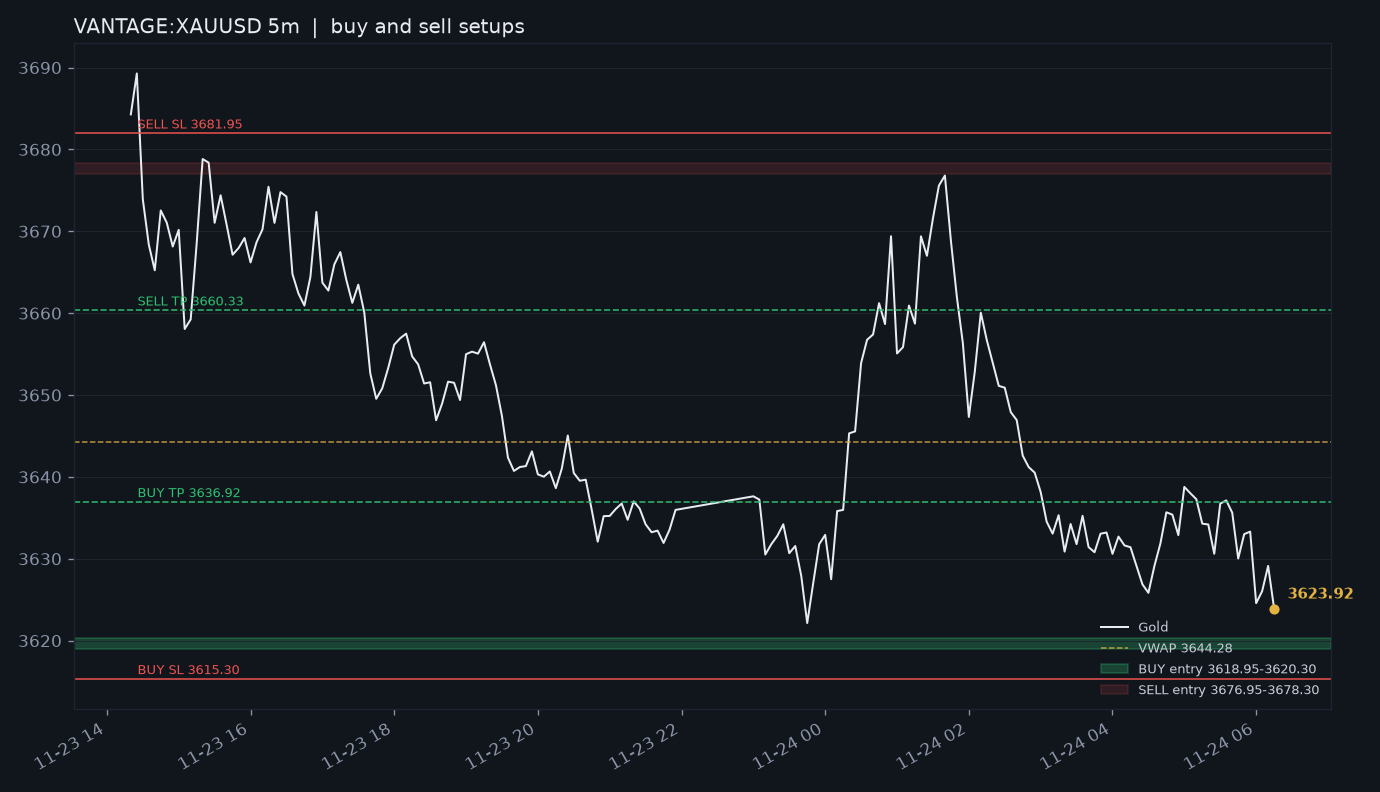 VANTAGE:XAUUSD 5m | buy and sell setups
3690
3680
3670
3660
3650
3640
3630
3620
SELL SL 3681.95
SELL TP 3660.33
BUY TP 3636.92
BUY SL 3615.30
3623.92
Gold
VWAP 3644.28
BUY entry 3618.95-3620.30
SELL entry 3676.95-3678.30
11-23 14
11-23 16
11-23 18
11-23 20
11-23 22
11-24 00
11-24 02
11-24 04
11-24 06